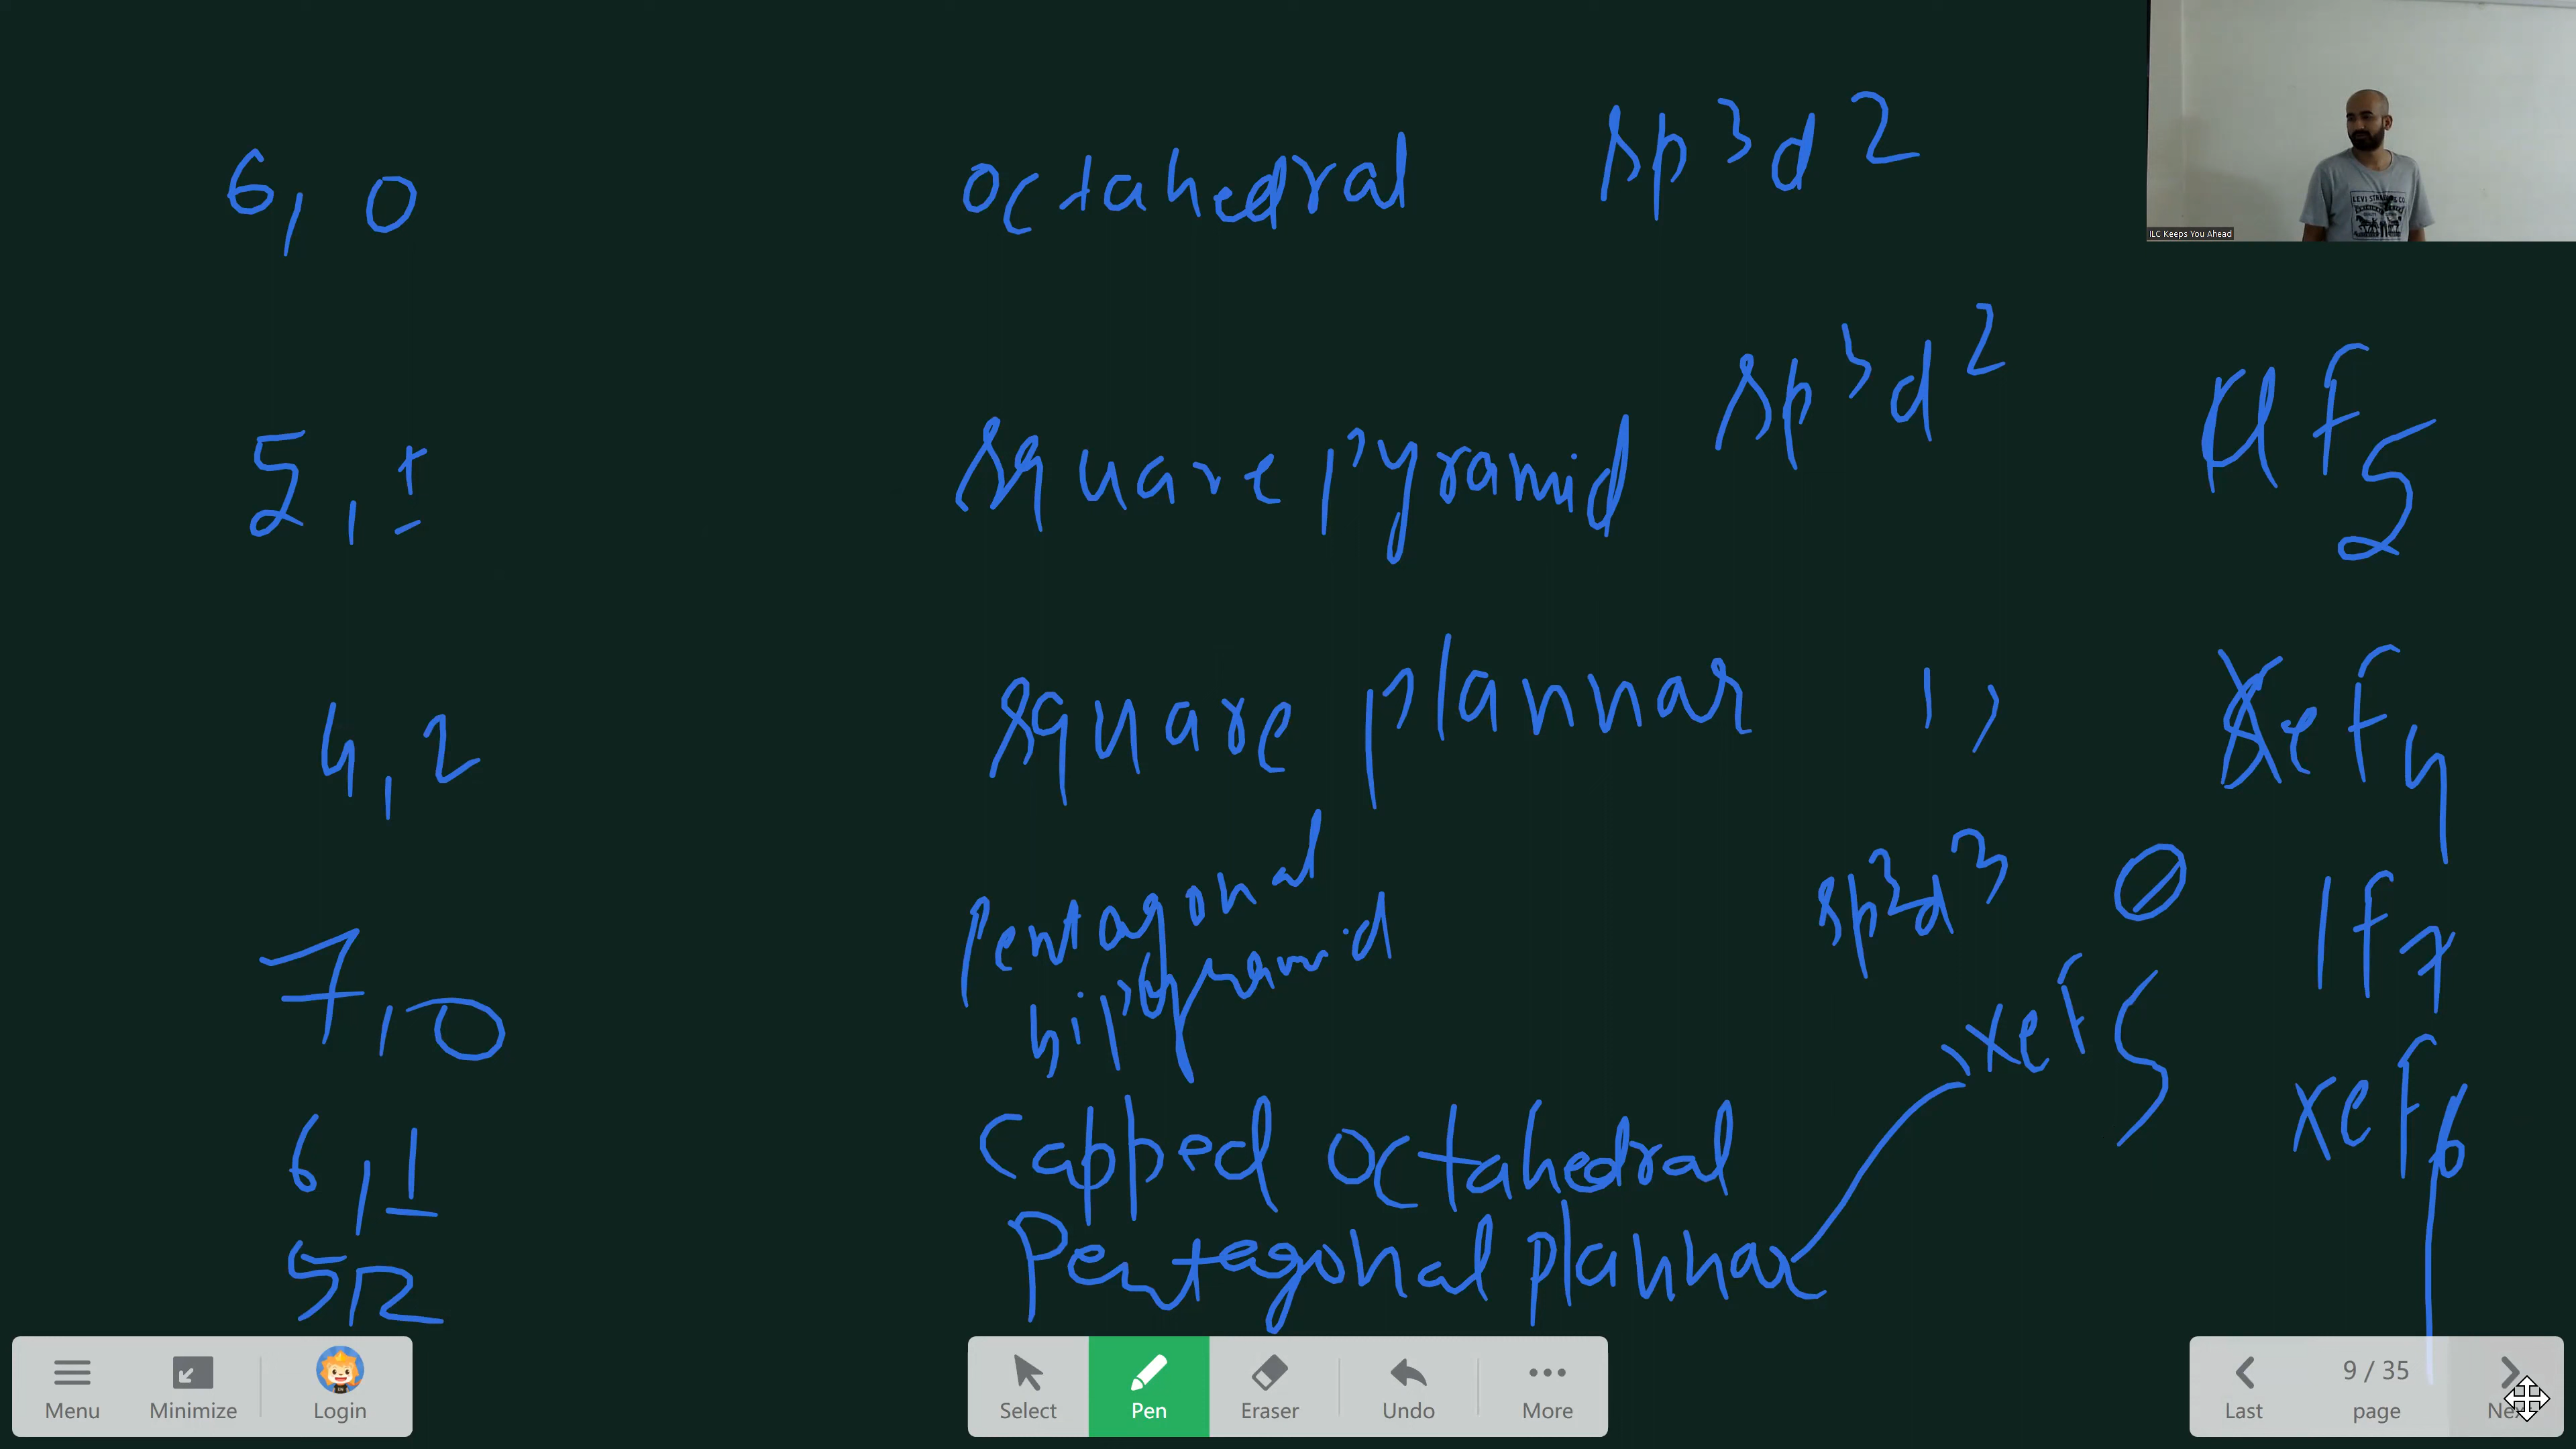 6, 0 octahedral sp3d2
ILC Keeps You Ahead
5, 1 square pyramid sp3d2 ClF5
4, 2 square plannar ,, XeF4
7, 0 Pentagonal bipyramid sp3d3 IF7
6, 1 Capped octahedral XeF6
5, 2 Pentagonal plannar XeF5
Menu Minimize Login Select Pen Eraser Undo More Last 9 / 35 page